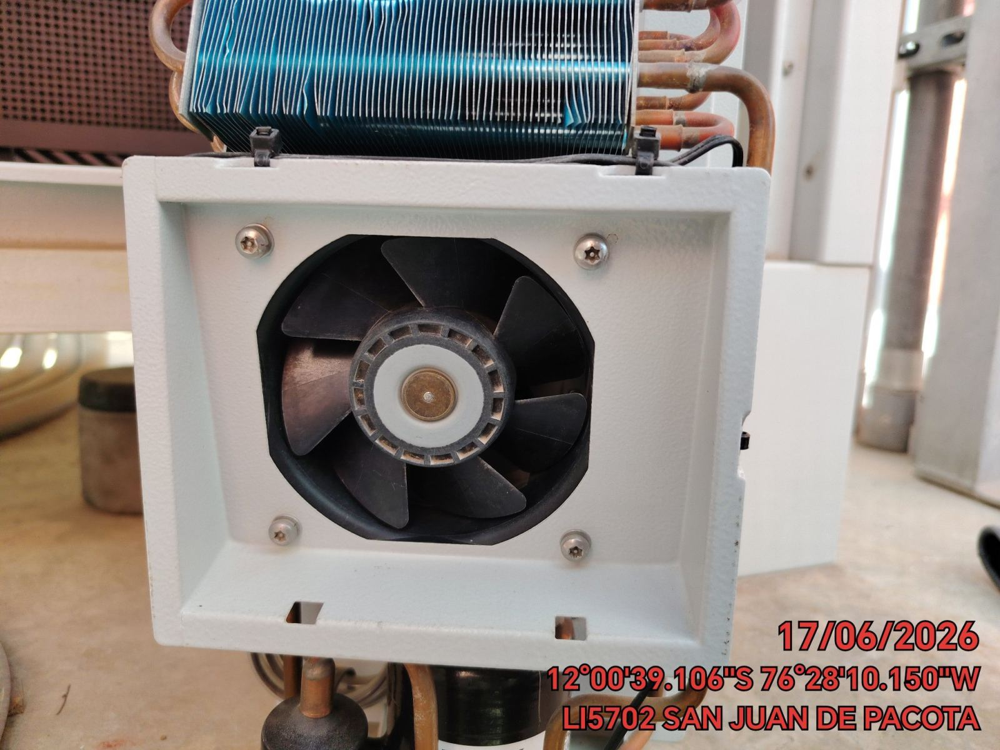 17/06/2026
12°00'39.106"S 76°28'10.150"W
LI5702 SAN JUAN DE PACOTA